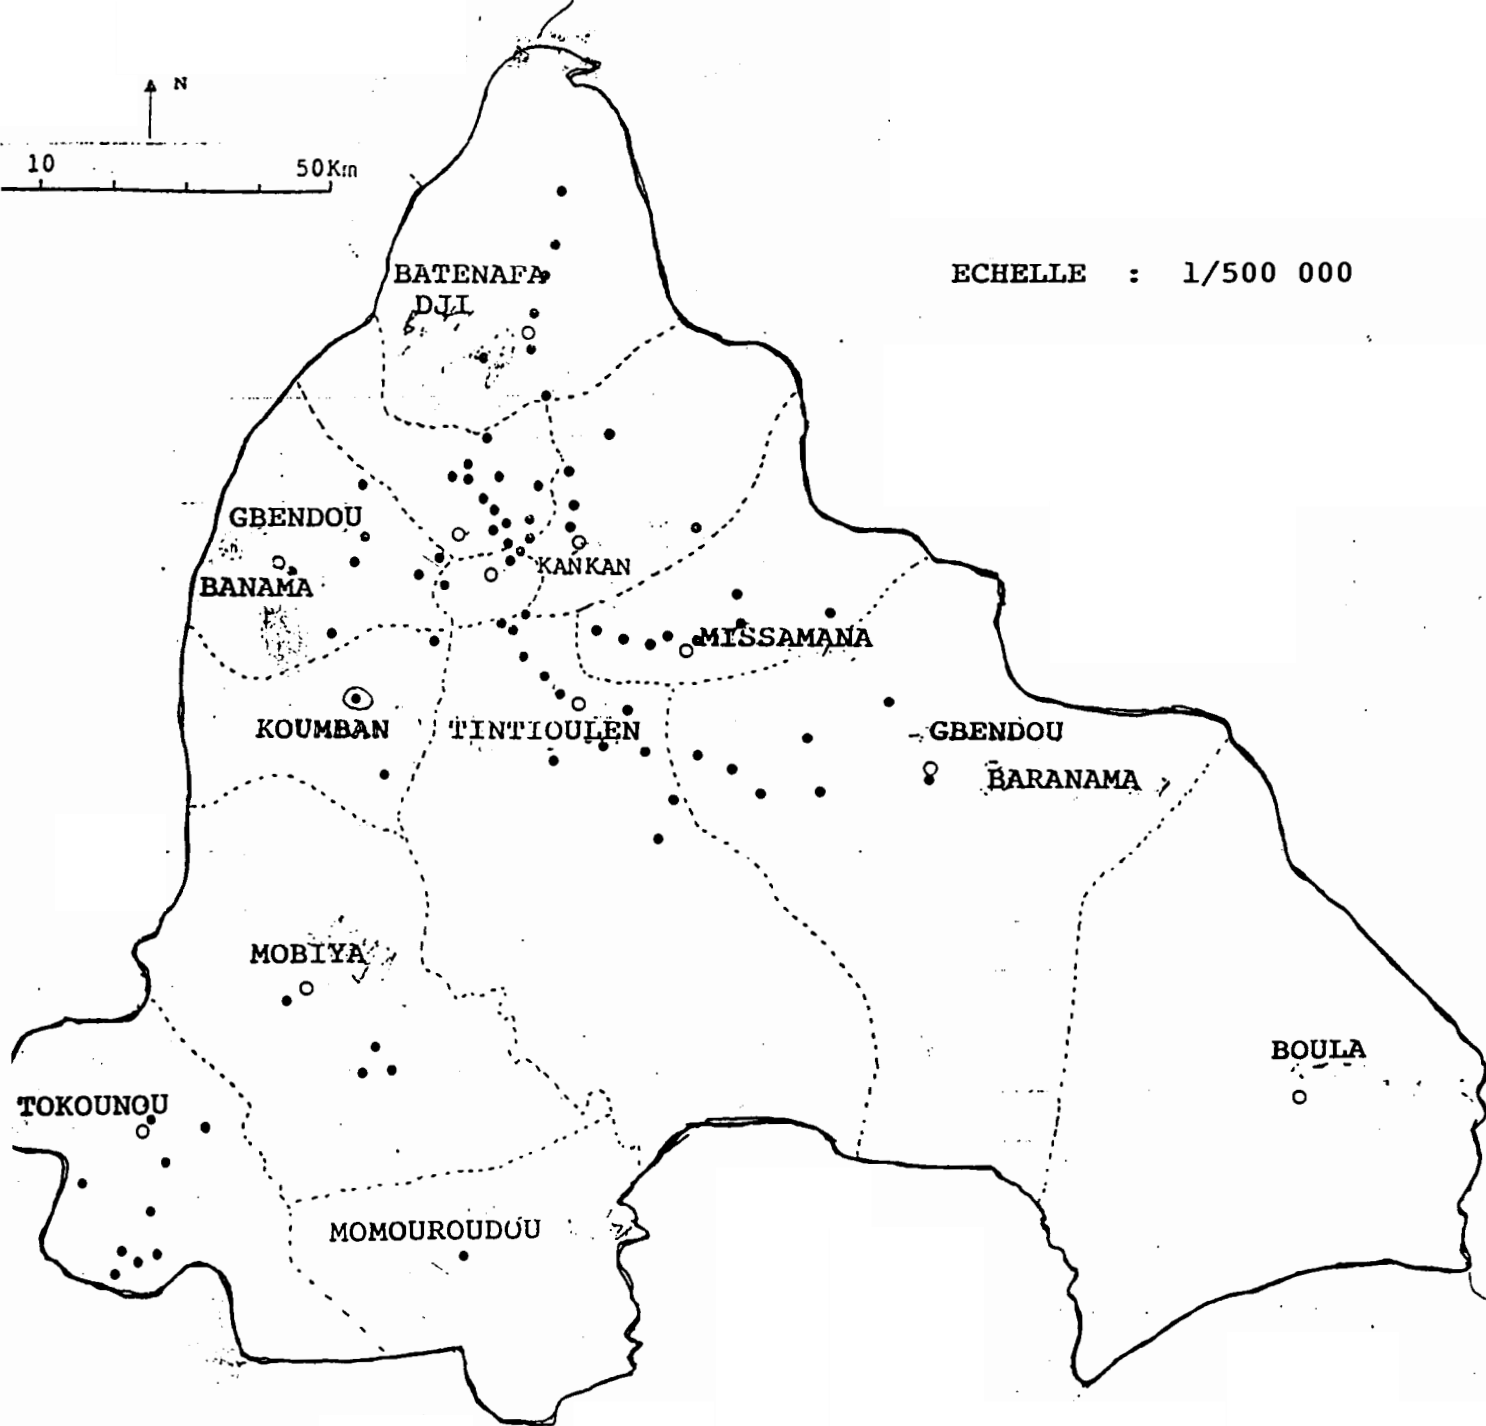 N
10 50Km
BATENAFA
DJI
ECHELLE : 1/500 000
GBENDOU
BANAMA
KANKAN
MISSAMANA
KOUMBAN
TINTIOULEN
GBENDOU
BARANAMA
MOBIYA
BOULA
TOKOUNOU
MOMOUROUDOU